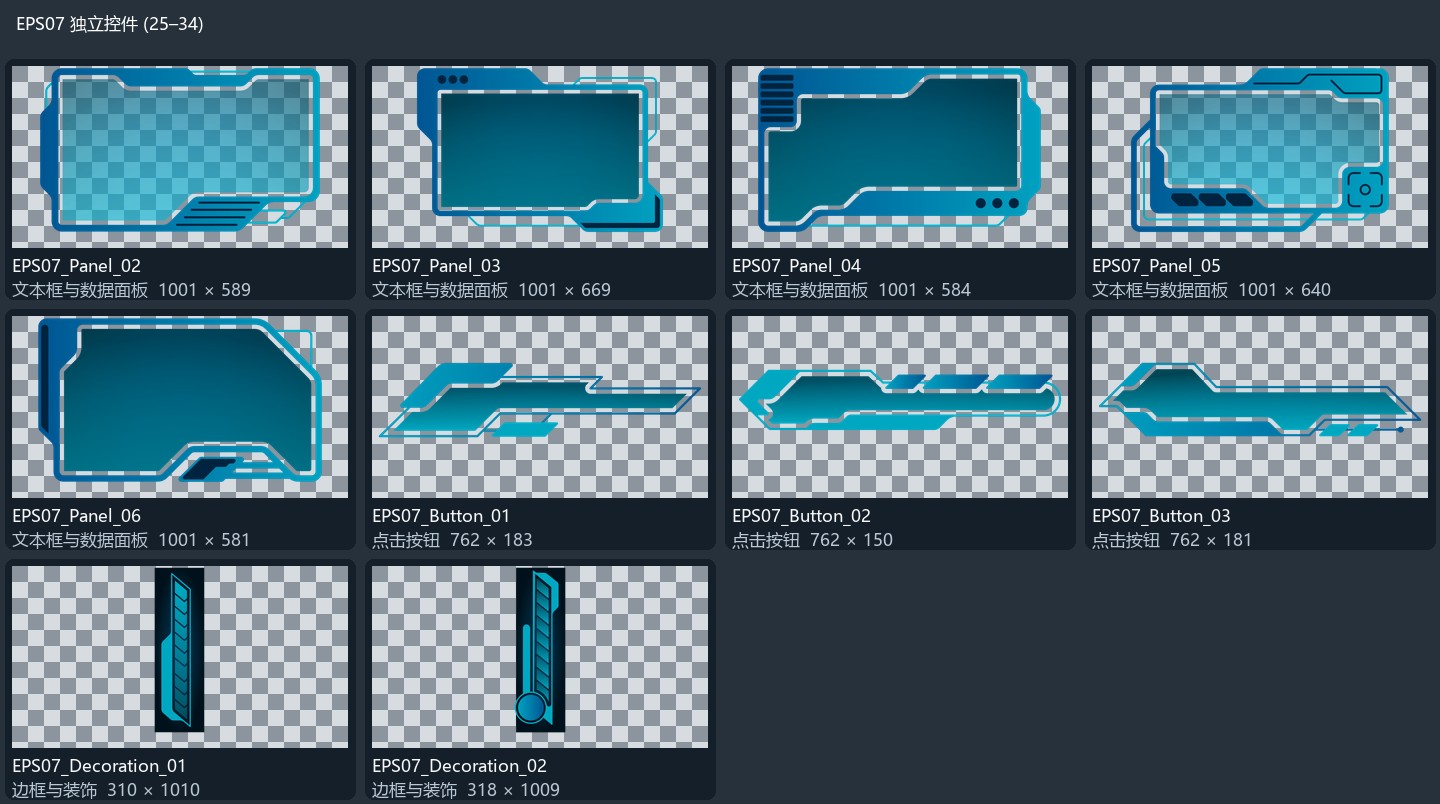 EPS07 独立控件 (25–34)
EPS07_Panel_02
文本框与数据面板 1001 × 589
EPS07_Panel_03
文本框与数据面板 1001 × 669
EPS07_Panel_04
文本框与数据面板 1001 × 584
EPS07_Panel_05
文本框与数据面板 1001 × 640
EPS07_Panel_06
文本框与数据面板 1001 × 581
EPS07_Button_01
点击按钮 762 × 183
EPS07_Button_02
点击按钮 762 × 150
EPS07_Button_03
点击按钮 762 × 181
EPS07_Decoration_01
边框与装饰 310 × 1010
EPS07_Decoration_02
边框与装饰 318 × 1009